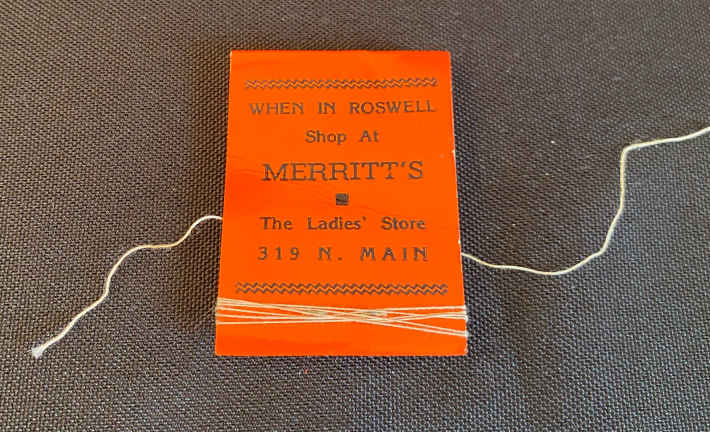 WHEN IN ROSWELL
Shop At
MERRITT'S
The Ladies' Store
319 N. MAIN